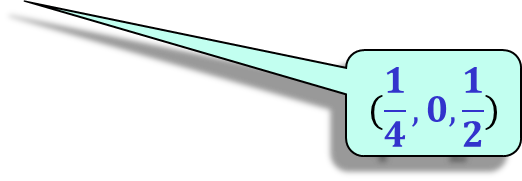 (1/4, 0, 1/2)